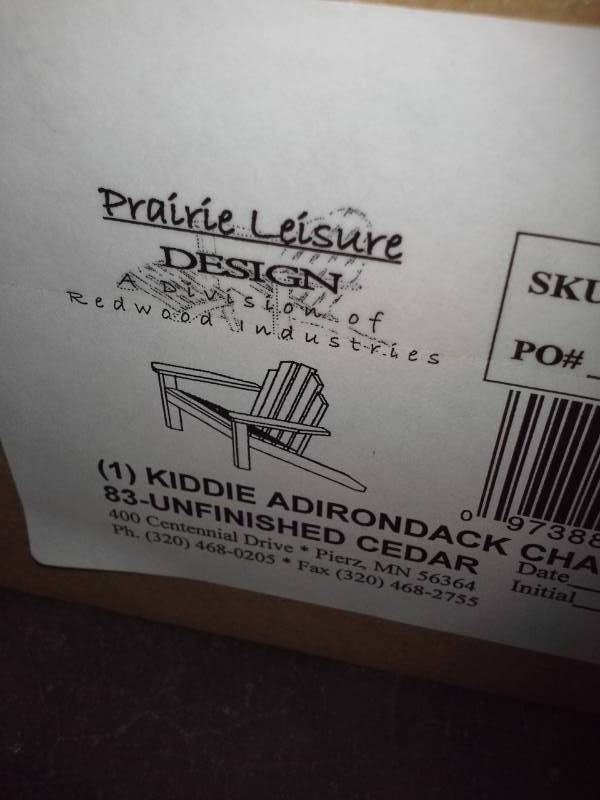 Prairie Leisure
DESIGN
A Division of
Redwood Industries
SKU
PO#
(1) KIDDIE ADIRONDACK CHA
83-UNFINISHED CEDAR
400 Centennial Drive * Pierz, MN 56364
Ph. (320) 468-0205 * Fax (320) 468-2755
0 97388
Date
Initial